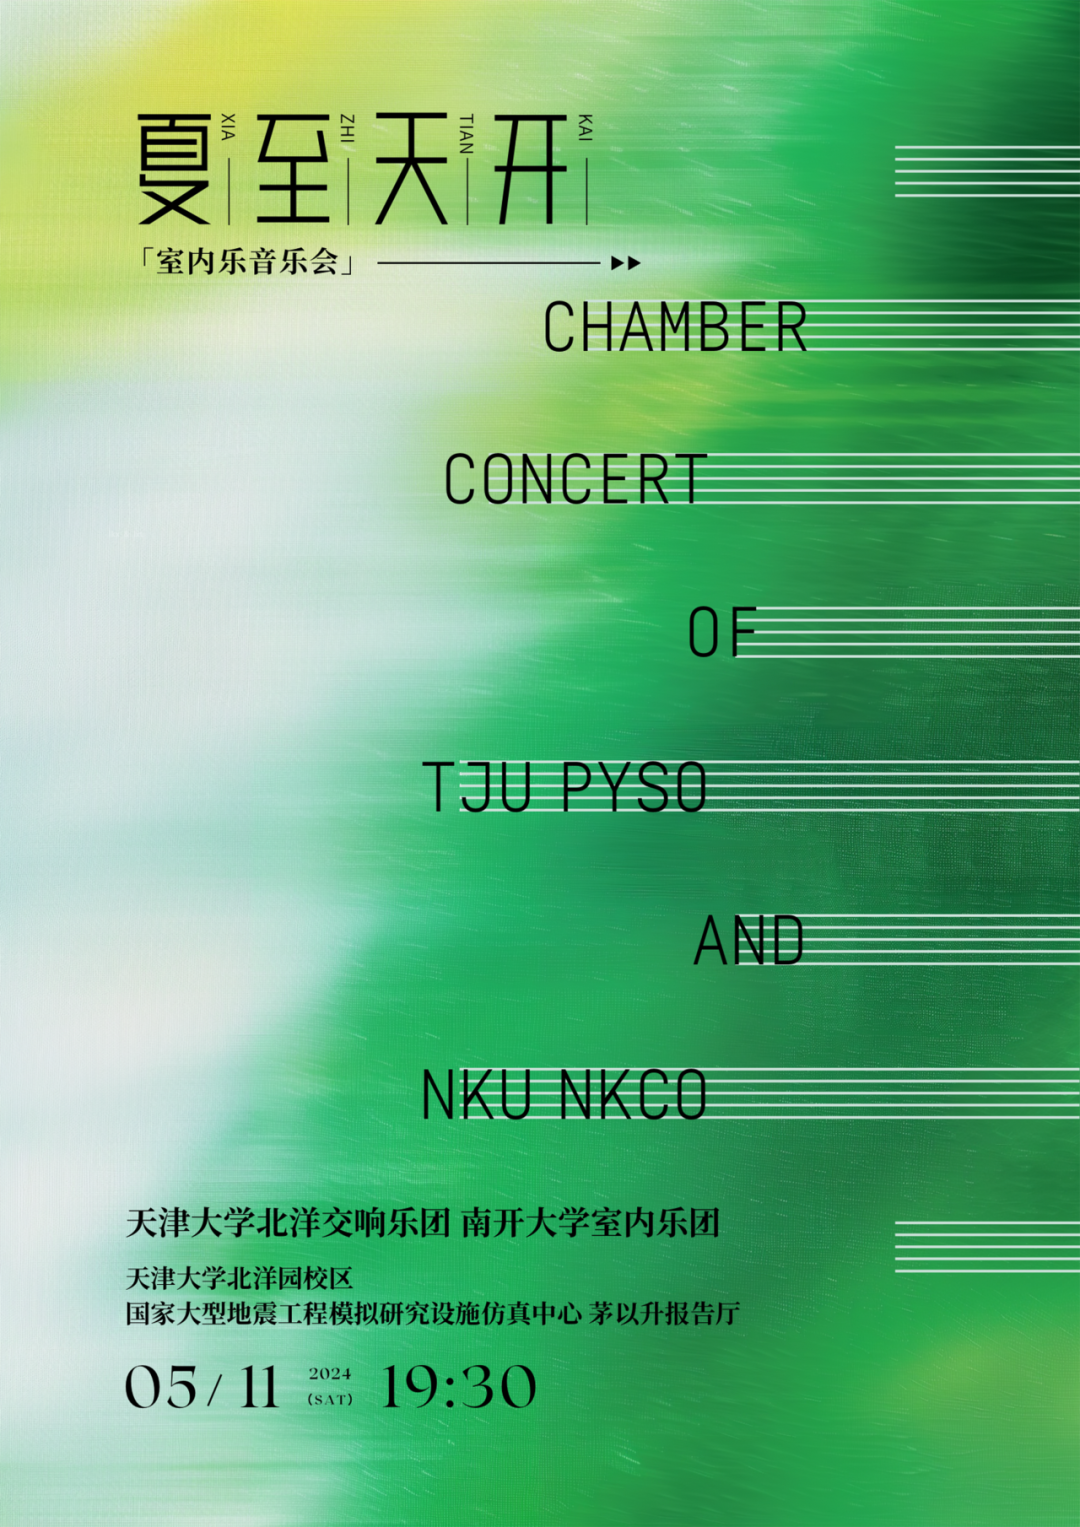 夏至天开
XIA ZHI TIAN KAI
「室内乐音乐会」
CHAMBER
CONCERT
OF
TJU PYSO
AND
NKU NKCO
天津大学北洋交响乐团 南开大学室内乐团
天津大学北洋园校区
国家大型地震工程模拟研究设施仿真中心 茅以升报告厅
05/11 2024 (SAT) 19:30